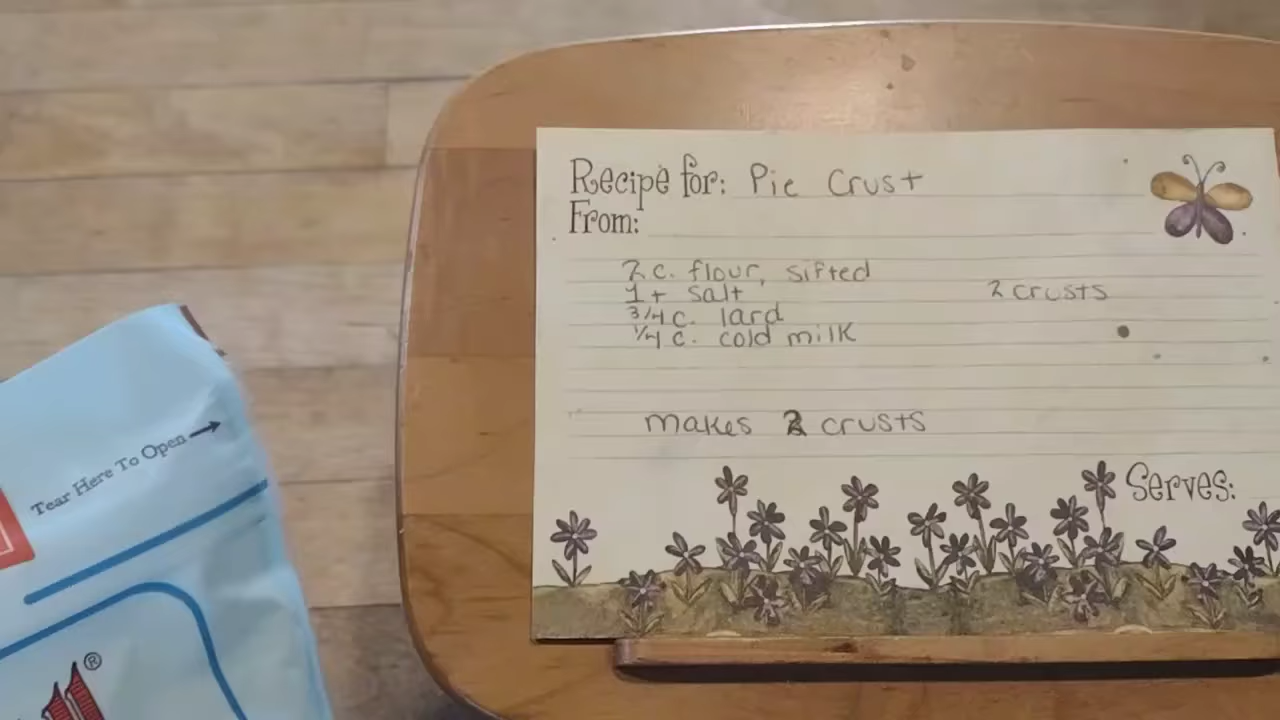 Recipe for: Pie Crust
From:
2 c. flour, sifted
1 t salt
2 crusts
3/4 c. lard
1/4 c. cold milk
makes 2 crusts
Serves:
Tear Here To Open →
®